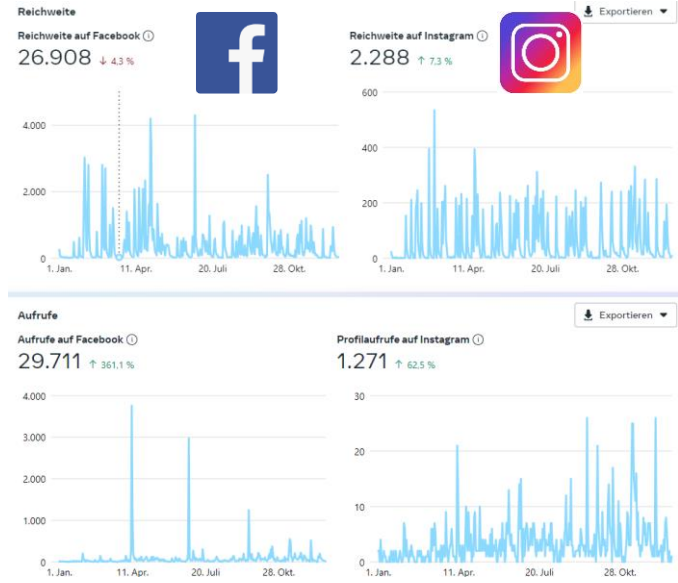 Reichweite
Exportieren
Reichweite auf Facebook
26.908 ↓ 4,3 %
4.000
2.000
0
1. Jan. 11. Apr. 20. Juli 28. Okt.
Reichweite auf Instagram
2.288 ↑ 7,3 %
600
400
200
0
1. Jan. 11. Apr. 20. Juli 28. Okt.
Aufrufe
Exportieren
Aufrufe auf Facebook
29.711 ↑ 361,1 %
4.000
3.000
2.000
1.000
0
1. Jan. 11. Apr. 20. Juli 28. Okt.
Profilaufrufe auf Instagram
1.271 ↑ 62,5 %
30
20
10
0
1. Jan. 11. Apr. 20. Juli 28. Okt.